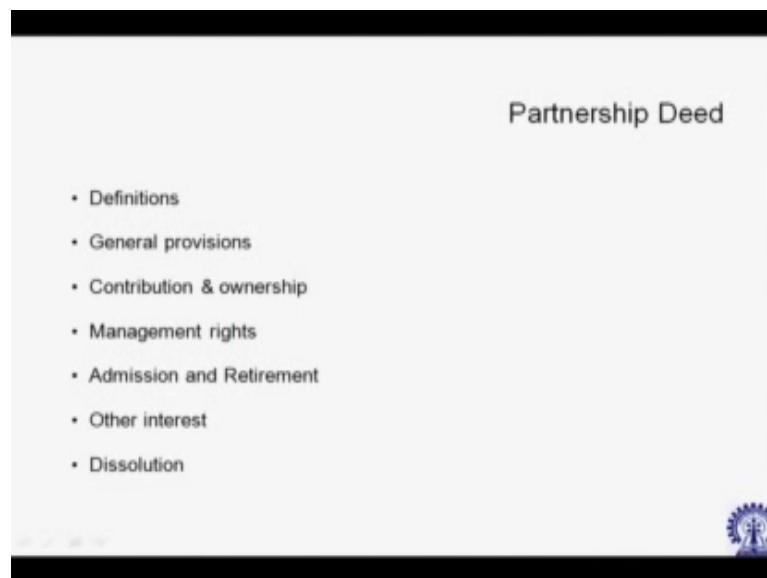 Partnership Deed
• Definitions
• General provisions
• Contribution & ownership
• Management rights
• Admission and Retirement
• Other interest
• Dissolution